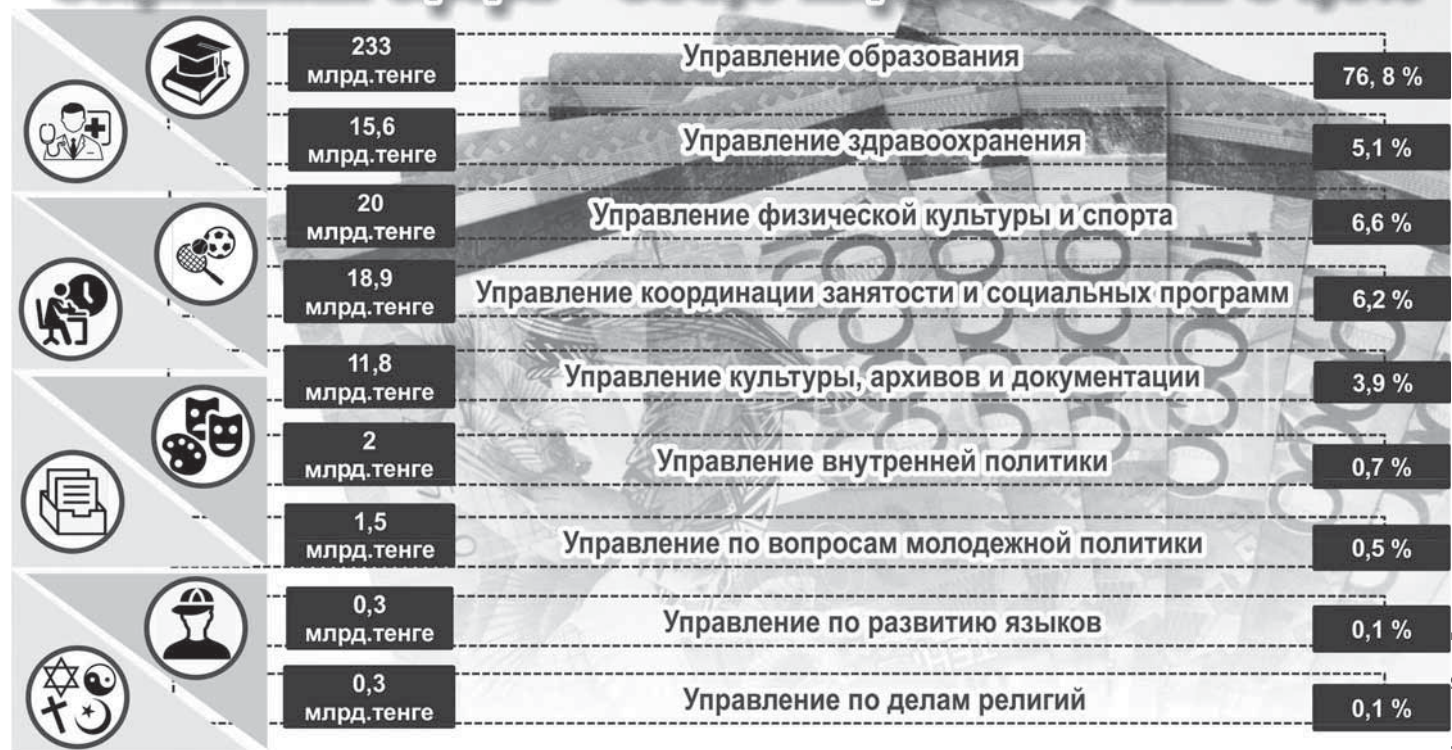 233
млрд.тенге
Управление образования
76, 8 %
15,6
млрд.тенге
Управление здравоохранения
5,1 %
20
млрд.тенге
Управление физической культуры и спорта
6,6 %
18,9
млрд.тенге
Управление координации занятости и социальных программ
6,2 %
11,8
млрд.тенге
Управление культуры, архивов и документации
3,9 %
2
млрд.тенге
Управление внутренней политики
0,7 %
1,5
млрд.тенге
Управление по вопросам молодежной политики
0,5 %
0,3
млрд.тенге
Управление по развитию языков
0,1 %
0,3
млрд.тенге
Управление по делам религий
0,1 %